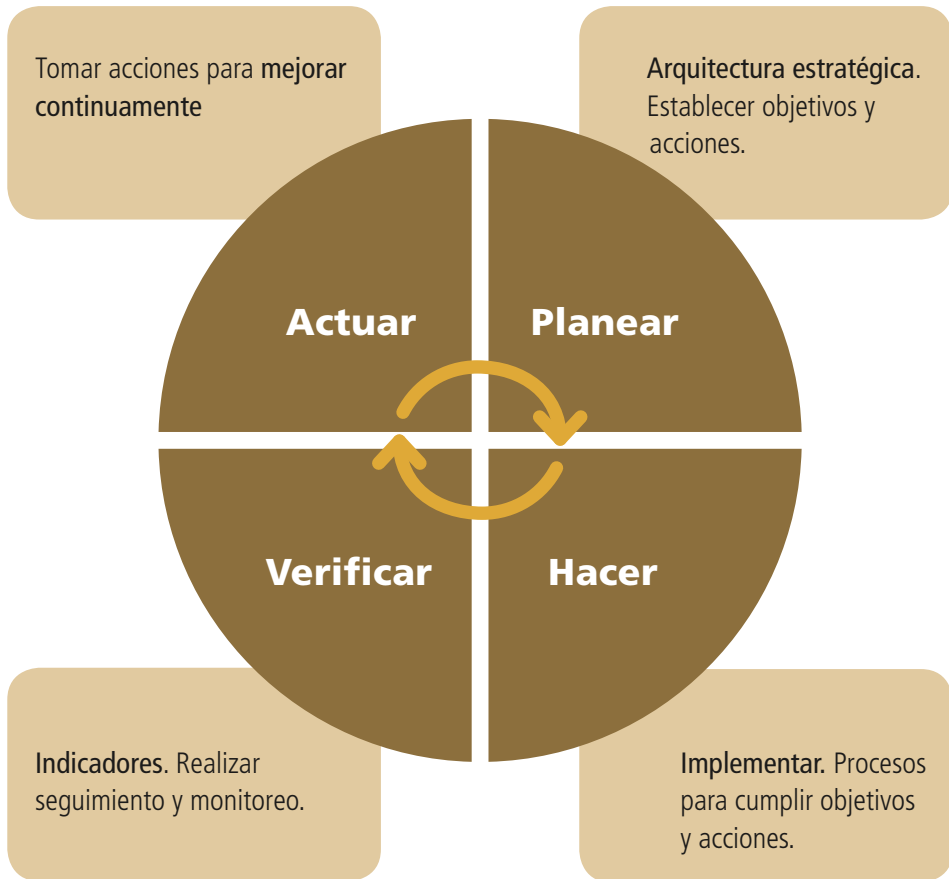 Tomar acciones para mejorar
continuamente
Arquitectura estratégica.
Establecer objetivos y
acciones.
Actuar
Planear
Verificar
Hacer
Indicadores. Realizar
seguimiento y monitoreo.
Implementar. Procesos
para cumplir objetivos
y acciones.